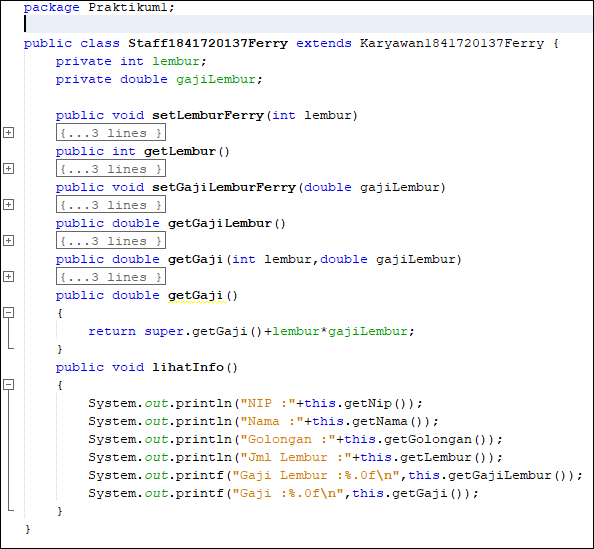 package Praktikum1;
public class Staff1841720137Ferry extends Karyawan1841720137Ferry {
private int lembur;
private double gajiLembur;
public void setLemburFerry(int lembur)
{...3 lines }
public int getLembur()
{...3 lines }
public void setGajiLemburFerry(double gajiLembur)
{...3 lines }
public double getGajiLembur()
{...3 lines }
public double getGaji(int lembur,double gajiLembur)
{...3 lines }
public double getGaji()
{
return super.getGaji()+lembur*gajiLembur;
}
public void lihatInfo()
{
System.out.println("NIP :"+this.getNip());
System.out.println("Nama :"+this.getNama());
System.out.println("Golongan :"+this.getGolongan());
System.out.println("Jml Lembur :"+this.getLembur());
System.out.printf("Gaji Lembur :%.0f\n",this.getGajiLembur());
System.out.printf("Gaji :%.0f\n",this.getGaji());
}
}